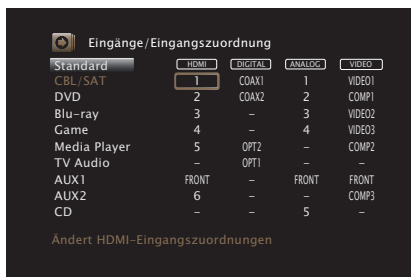 Eingänge/Eingangszuordnung
Standard HDMI DIGITAL ANALOG VIDEO
CBL/SAT 1 COAX1 1 VIDEO1
DVD 2 COAX2 2 COMP1
Blu-ray 3 – 3 VIDEO2
Game 4 – 4 VIDEO3
Media Player 5 OPT2 – COMP2
TV Audio – OPT1 – –
AUX1 FRONT – FRONT FRONT
AUX2 6 – – COMP3
CD – – 5 –
Ändert HDMI-Eingangszuordnungen